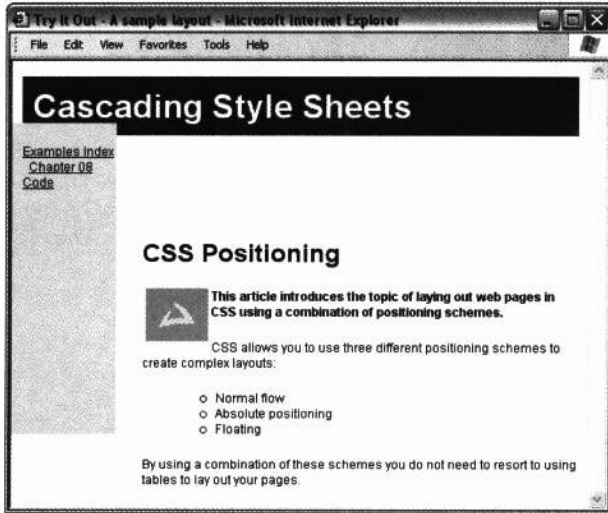 Try It Out - A sample layout - Microsoft Internet Explorer
File Edit View Favorites Tools Help
Cascading Style Sheets
Examples Index
Chapter 08
Code
CSS Positioning
This article introduces the topic of laying out web pages in
CSS using a combination of positioning schemes.
CSS allows you to use three different positioning schemes to
create complex layouts:
Normal flow
Absolute positioning
Floating
By using a combination of these schemes you do not need to resort to using
tables to lay out your pages.